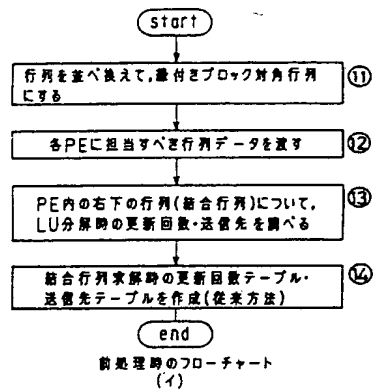 start
行列を並べ換えて,縁付きブロック対角行列
にする
⑪
各PEに担当すべき行列データを渡す
⑫
PE内の右下の行列(結合行列)について,
LU分解時の更新回数・送信先を調べる
⑬
結合行列求解時の更新回数テーブル・
送信先テーブルを作成(従来方法)
⑭
end
前処理時のフローチャート
(イ)